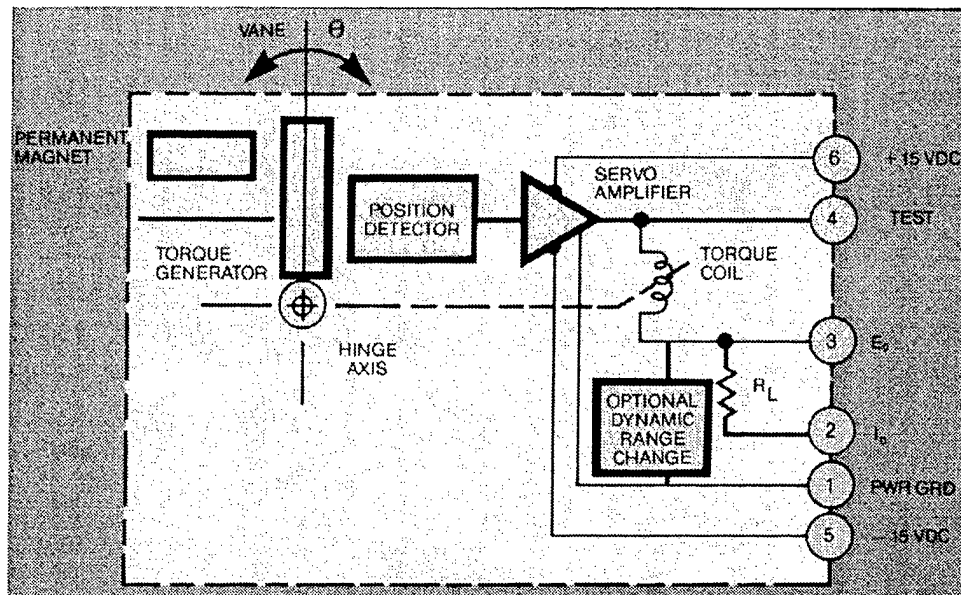 VANE
θ
PERMANENT
MAGNET
6
+ 15 VDC
SERVO
AMPLIFIER
POSITION
DETECTOR
4
TEST
TORQUE
GENERATOR
TORQUE
COIL
HINGE
AXIS
3
E₀
R L
OPTIONAL
DYNAMIC
RANGE
CHANGE
2
I₀
1
PWR GRD
5
– 15 VDC